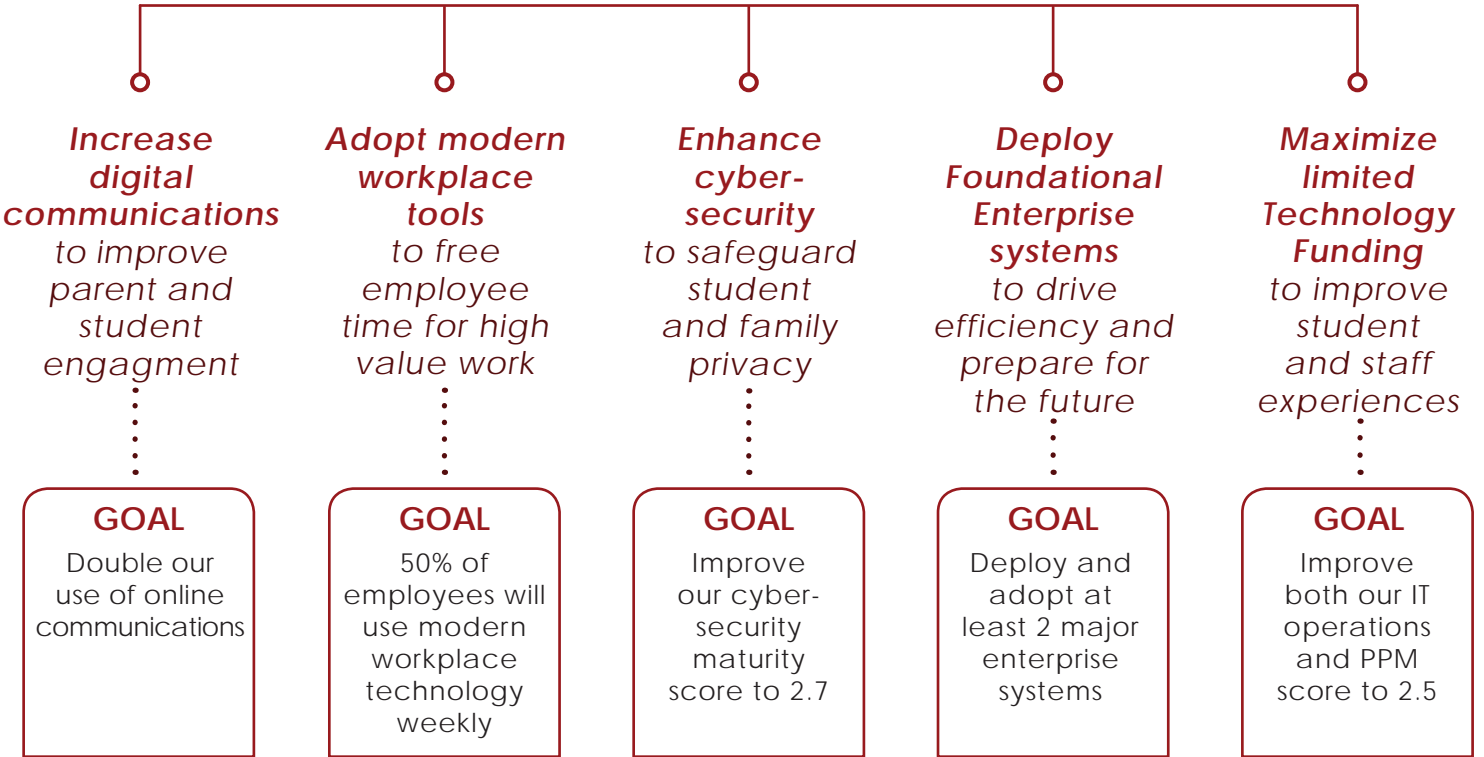 Increase
digital
communications
to improve
parent and
student
engagment
GOAL
Double our
use of online
communications
Adopt modern
workplace
tools
to free
employee
time for high
value work
GOAL
50% of
employees will
use modern
workplace
technology
weekly
Enhance
cyber-
security
to safeguard
student
and family
privacy
GOAL
Improve
our cyber-
security
maturity
score to 2.7
Deploy
Foundational
Enterprise
systems
to drive
efficiency and
prepare for
the future
GOAL
Deploy and
adopt at
least 2 major
enterprise
systems
Maximize
limited
Technology
Funding
to improve
student
and staff
experiences
GOAL
Improve
both our IT
operations
and PPM
score to 2.5